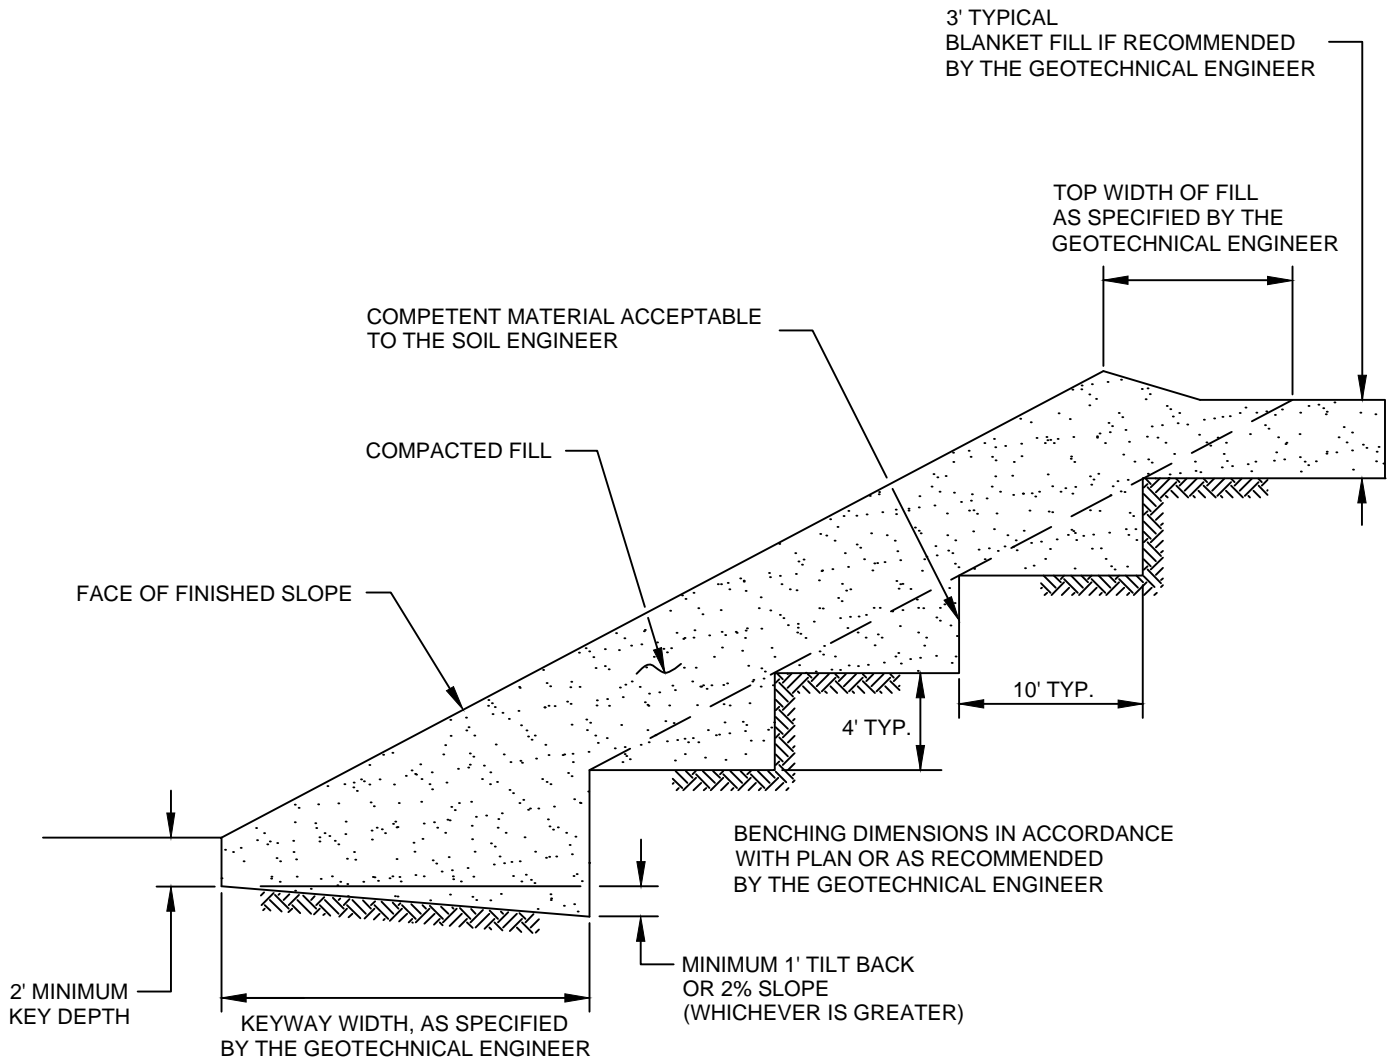 3' TYPICAL
BLANKET FILL IF RECOMMENDED
BY THE GEOTECHNICAL ENGINEER
TOP WIDTH OF FILL
AS SPECIFIED BY THE
GEOTECHNICAL ENGINEER
COMPETENT MATERIAL ACCEPTABLE
TO THE SOIL ENGINEER
COMPACTED FILL
FACE OF FINISHED SLOPE
10' TYP.
4' TYP.
BENCHING DIMENSIONS IN ACCORDANCE
WITH PLAN OR AS RECOMMENDED
BY THE GEOTECHNICAL ENGINEER
MINIMUM 1' TILT BACK
OR 2% SLOPE
(WHICHEVER IS GREATER)
2' MINIMUM
KEY DEPTH
KEYWAY WIDTH, AS SPECIFIED
BY THE GEOTECHNICAL ENGINEER